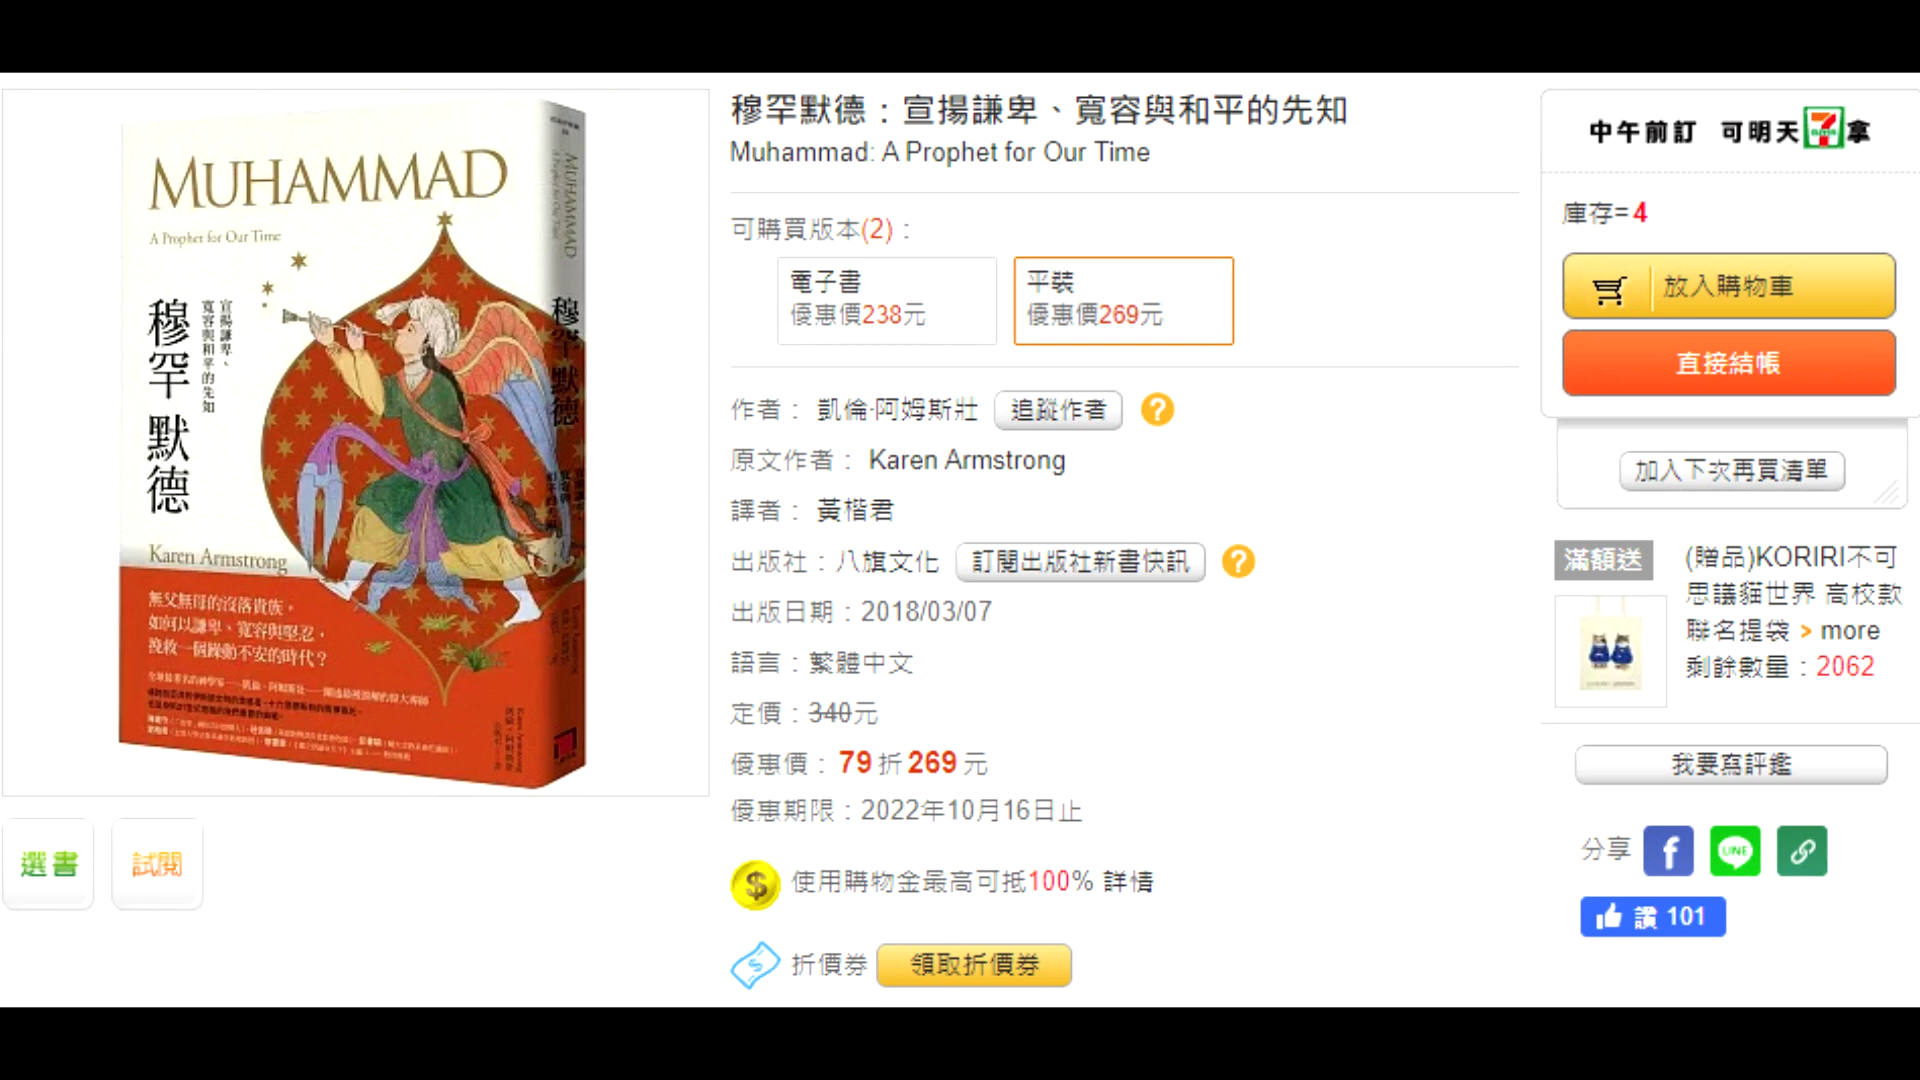 MUHAMMAD
A Prophet for Our Time
穆罕默德
宣揚謙卑、
寬容與和平的先知
Karen Armstrong
無父無母的沒落貴族，
如何以謙卑、寬容與堅忍，
挽救一個躁動不安的時代？
MUHAMMAD
穆罕默德
選書
試閱
穆罕默德：宣揚謙卑、寬容與和平的先知
Muhammad: A Prophet for Our Time
可購買版本(2)：
電子書
優惠價238元
平裝
優惠價269元
作者： 凱倫‧阿姆斯壯 追蹤作者 ?
原文作者： Karen Armstrong
譯者： 黃楷君
出版社：八旗文化 訂閱出版社新書快訊 ?
出版日期：2018/03/07
語言：繁體中文
定價：340元
優惠價： 79折269元
優惠期限：2022年10月16日止
$ 使用購物金最高可抵100% 詳情
折價券 領取折價券
中午前訂 可明天7拿
庫存=4
放入購物車
直接結帳
加入下次再買清單
滿額送 (贈品)KORIRI不可
思議貓世界 高校款
聯名提袋 > more
剩餘數量：2062
我要寫評鑑
分享 f LINE
讚 101